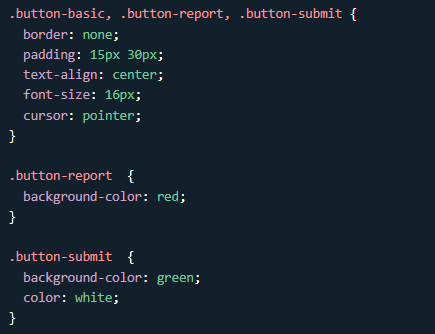 .button-basic, .button-report, .button-submit {
  border: none;
  padding: 15px 30px;
  text-align: center;
  font-size: 16px;
  cursor: pointer;
}

.button-report  {
  background-color: red;
}

.button-submit  {
  background-color: green;
  color: white;
}